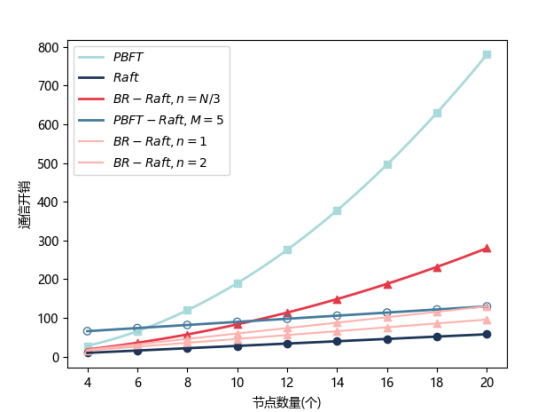 PBFT
Raft
BR − Raft, n = N/3
PBFT − Raft, M = 5
BR − Raft, n = 1
BR − Raft, n = 2
通信开销
800
700
600
500
400
300
200
100
0
4 6 8 10 12 14 16 18 20
节点数量(个)